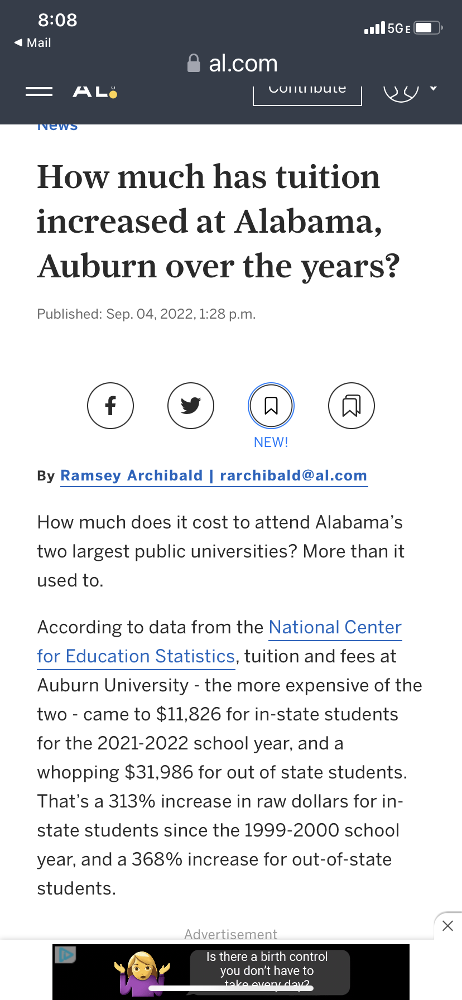 8:08
5GE
◀ Mail
al.com
AL.
Contribute
News
How much has tuition
increased at Alabama,
Auburn over the years?
Published: Sep. 04, 2022, 1:28 p.m.
NEW!
By Ramsey Archibald | rarchibald@al.com
How much does it cost to attend Alabama’s
two largest public universities? More than it
used to.
According to data from the National Center
for Education Statistics, tuition and fees at
Auburn University - the more expensive of the
two - came to $11,826 for in-state students
for the 2021-2022 school year, and a
whopping $31,986 for out of state students.
That’s a 313% increase in raw dollars for in-
state students since the 1999-2000 school
year, and a 368% increase for out-of-state
students.
Advertisement
Is there a birth control
you don’t have to
take every day?